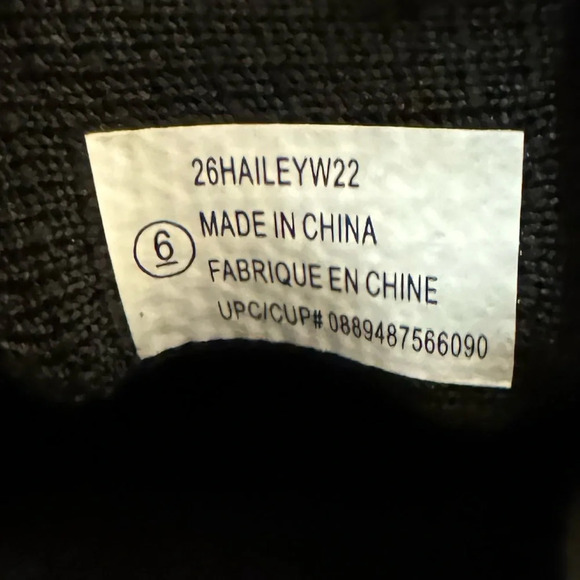 26HAILEYW22
6
MADE IN CHINA
FABRIQUE EN CHINE
UPC/CUP# 0889487566090